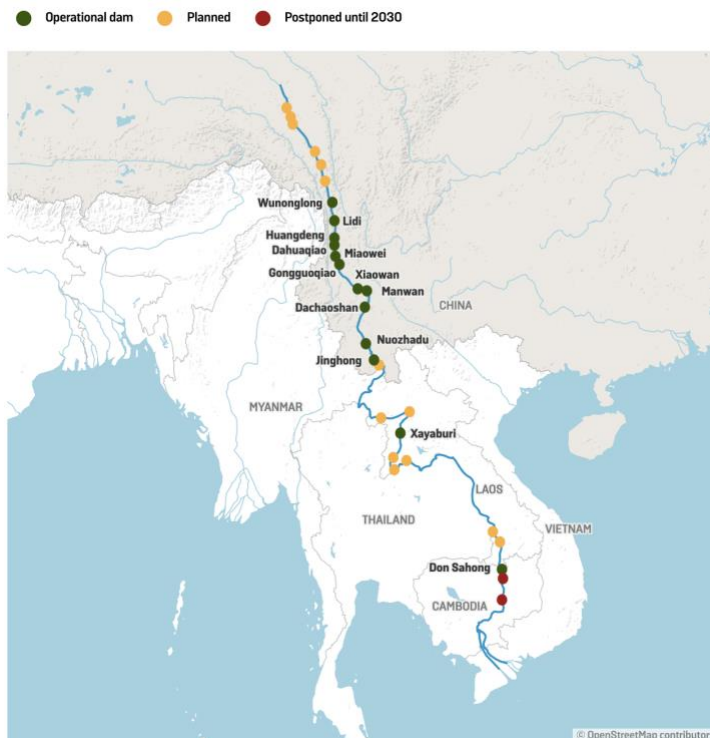 Operational dam
Planned
Postponed until 2030
Wunonglong
Lidi
Huangdeng
Dahuaqiao
Miaowei
Gongguoqiao
Xiaowan
Manwan
CHINA
Dachaoshan
Nuozhadu
Jinghong
MYANMAR
Xayaburi
LAOS
THAILAND
VIETNAM
Don Sahong
CAMBODIA
© OpenStreetMap contributor